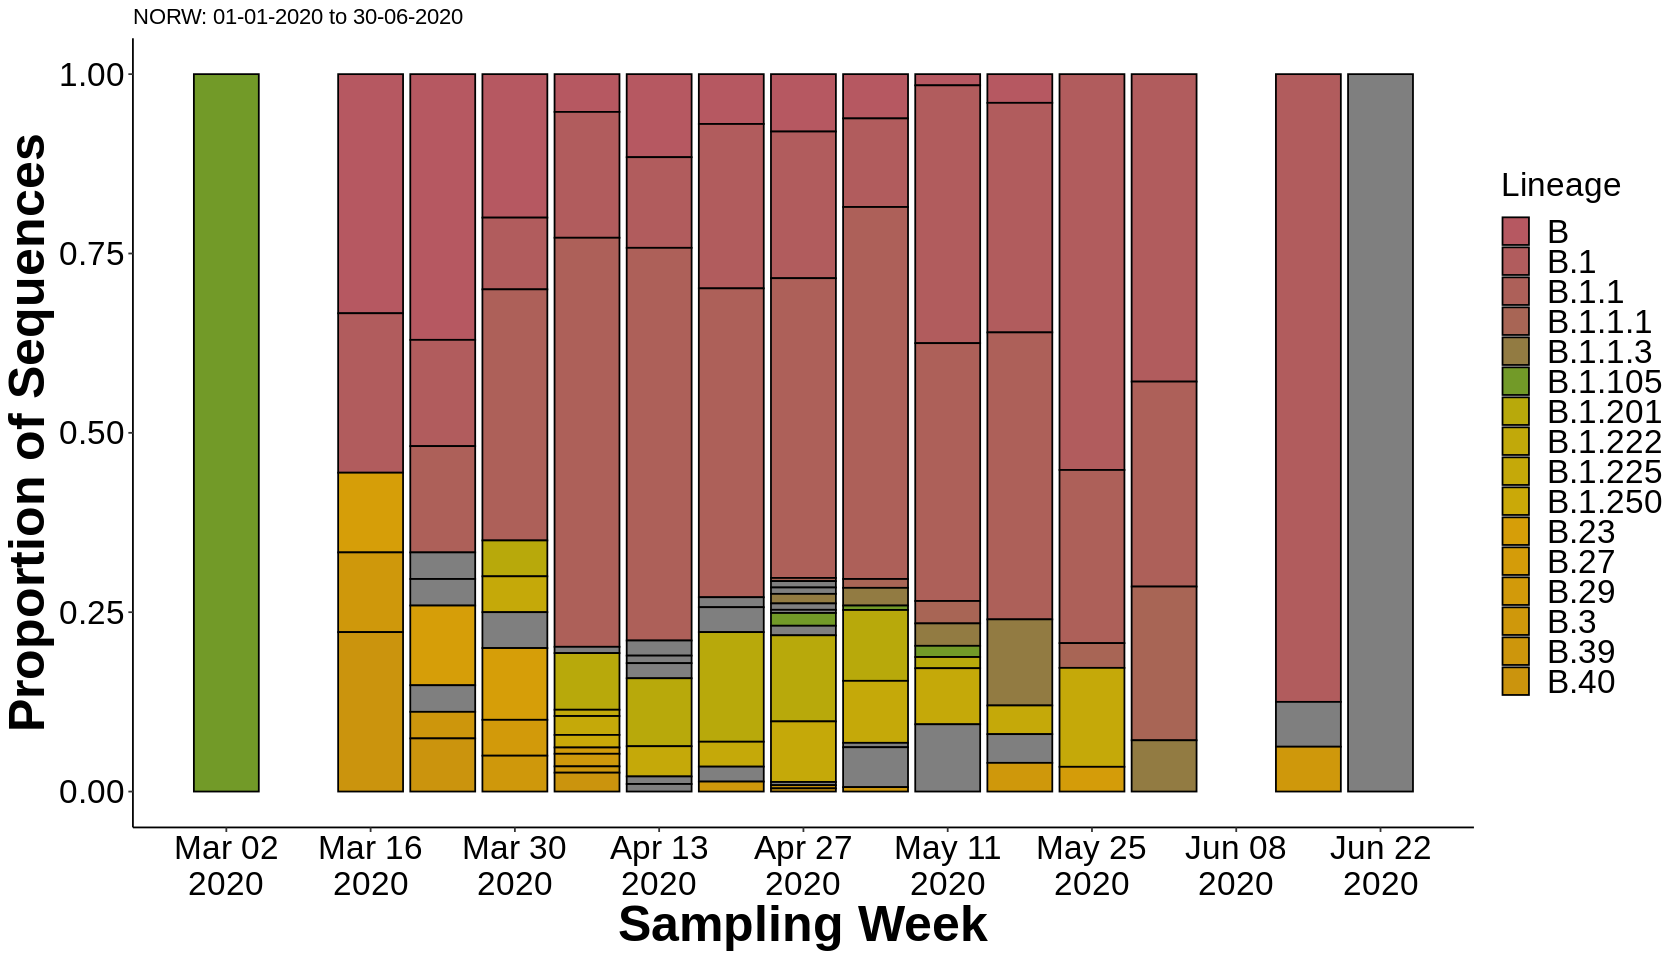 NORW: 01-01-2020 to 30-06-2020
Proportion of Sequences
1.00
0.75
0.50
0.25
0.00
Mar 02
2020
Mar 16
2020
Mar 30
2020
Apr 13
2020
Apr 27
2020
May 11
2020
May 25
2020
Jun 08
2020
Jun 22
2020
Sampling Week
Lineage
B
B.1
B.1.1
B.1.1.1
B.1.1.3
B.1.105
B.1.201
B.1.222
B.1.225
B.1.250
B.23
B.27
B.29
B.3
B.39
B.40